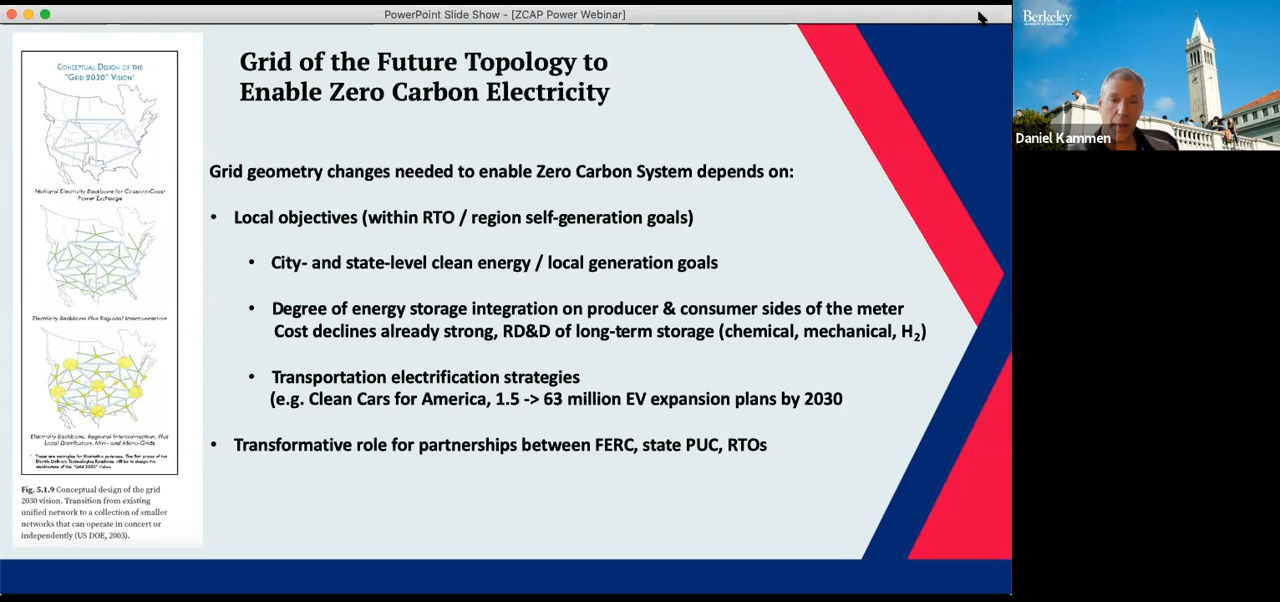 PowerPoint Slide Show - [ZCAP Power Webinar]
CONCEPTUAL DESIGN OF THE
"GRID 2030" VISION¹
National Electricity Backbone for Coast-to-Coast
Power Exchange
Electricity Backbone Plus Regional Interconnection
Electricity Backbone, Regional Interconnection, Plus
Local Distribution, Mini- and Micro-Grids
Fig. 5.1.9 Conceptual design of the grid
2030 vision. Transition from existing
unified network to a collection of smaller
networks that can operate in concert or
independently (US DOE, 2003).
Grid of the Future Topology to
Enable Zero Carbon Electricity
Grid geometry changes needed to enable Zero Carbon System depends on:
• Local objectives (within RTO / region self-generation goals)
• City- and state-level clean energy / local generation goals
• Degree of energy storage integration on producer & consumer sides of the meter
Cost declines already strong, RD&D of long-term storage (chemical, mechanical, H₂)
• Transportation electrification strategies
(e.g. Clean Cars for America, 1.5 -> 63 million EV expansion plans by 2030
• Transformative role for partnerships between FERC, state PUC, RTOs
Berkeley
UNIVERSITY OF CALIFORNIA
Daniel Kammen